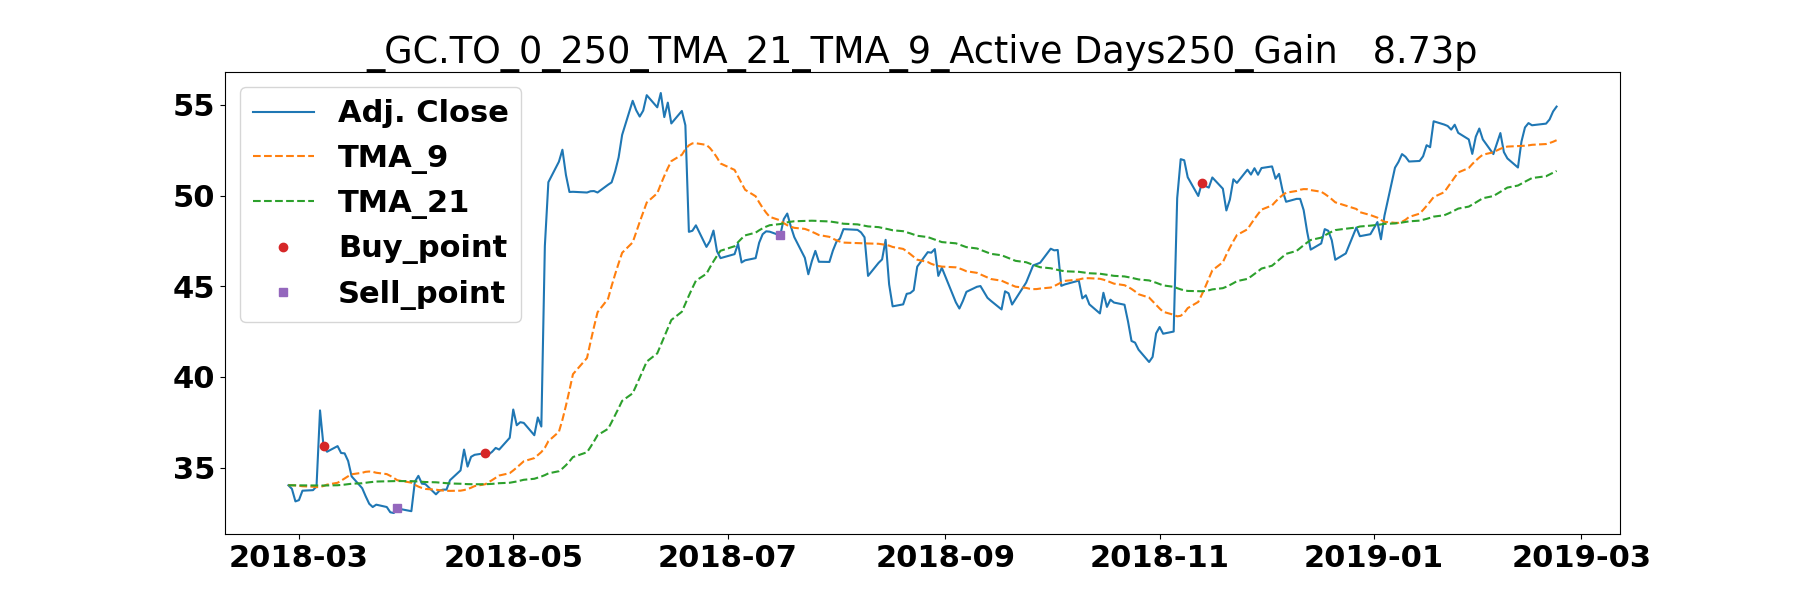 _GC.TO_0_250_TMA_21_TMA_9_Active Days250_Gain   8.73p
55
50
45
40
35
Adj. Close
TMA_9
TMA_21
Buy_point
Sell_point
2018-03 2018-05 2018-07 2018-09 2018-11 2019-01 2019-03